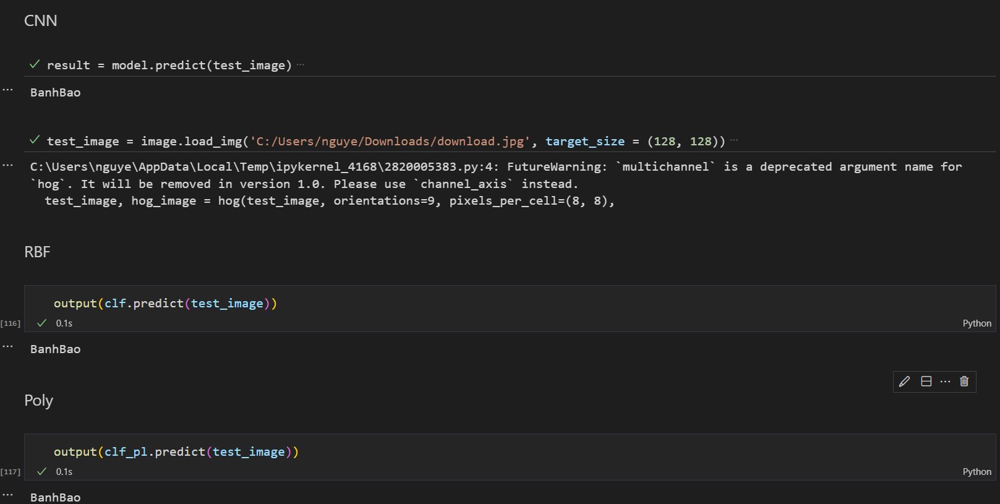 CNN
result = model.predict(test_image) ...
... BanhBao
test_image = image.load_img('C:/Users/nguye/Downloads/download.jpg', target_size = (128, 128)) ...
... C:\Users\nguye\AppData\Local\Temp\ipykernel_4168\2820005383.py:4: FutureWarning: `multichannel` is a deprecated argument name for
`hog`. It will be removed in version 1.0. Please use `channel_axis` instead.
test_image, hog_image = hog(test_image, orientations=9, pixels_per_cell=(8, 8),
RBF
output(clf.predict(test_image))
[116] 0.1s Python
... BanhBao
Poly
output(clf_pl.predict(test_image))
[117] 0.1s Python
... BanhBao